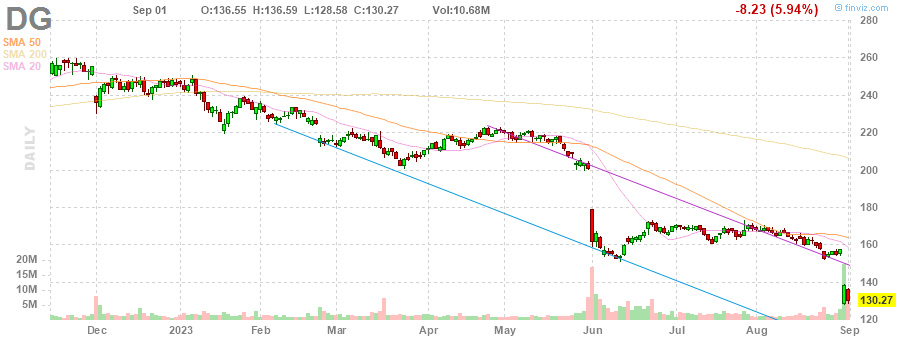 DG Sep 01 O:136.55 H:136.59 L:128.58 C:130.27 Vol:10.68M -8.23 (5.94%) © finviz.com
SMA 50
SMA 200
SMA 20
DAILY
280
260
240
220
200
180
160
140
130.27
120
20M
15M
10M
5M
Dec 2023 Feb Mar Apr May Jun Jul Aug Sep